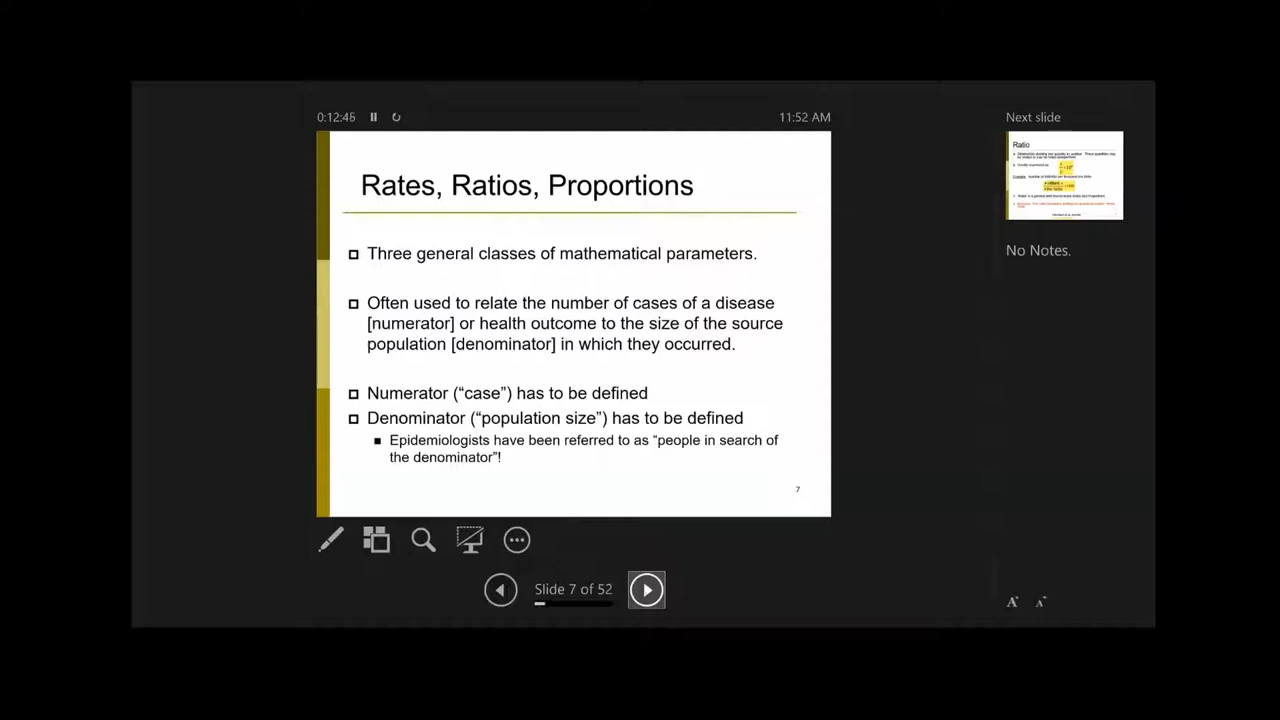 0:12:46
11:52 AM
Next slide
Rates, Ratios, Proportions
Three general classes of mathematical parameters.
Often used to relate the number of cases of a disease
[numerator] or health outcome to the size of the source
population [denominator] in which they occurred.
Numerator (“case”) has to be defined
Denominator (“population size”) has to be defined
Epidemiologists have been referred to as “people in search of
the denominator”!
7
Ratio
No Notes.
Slide 7 of 52
A A